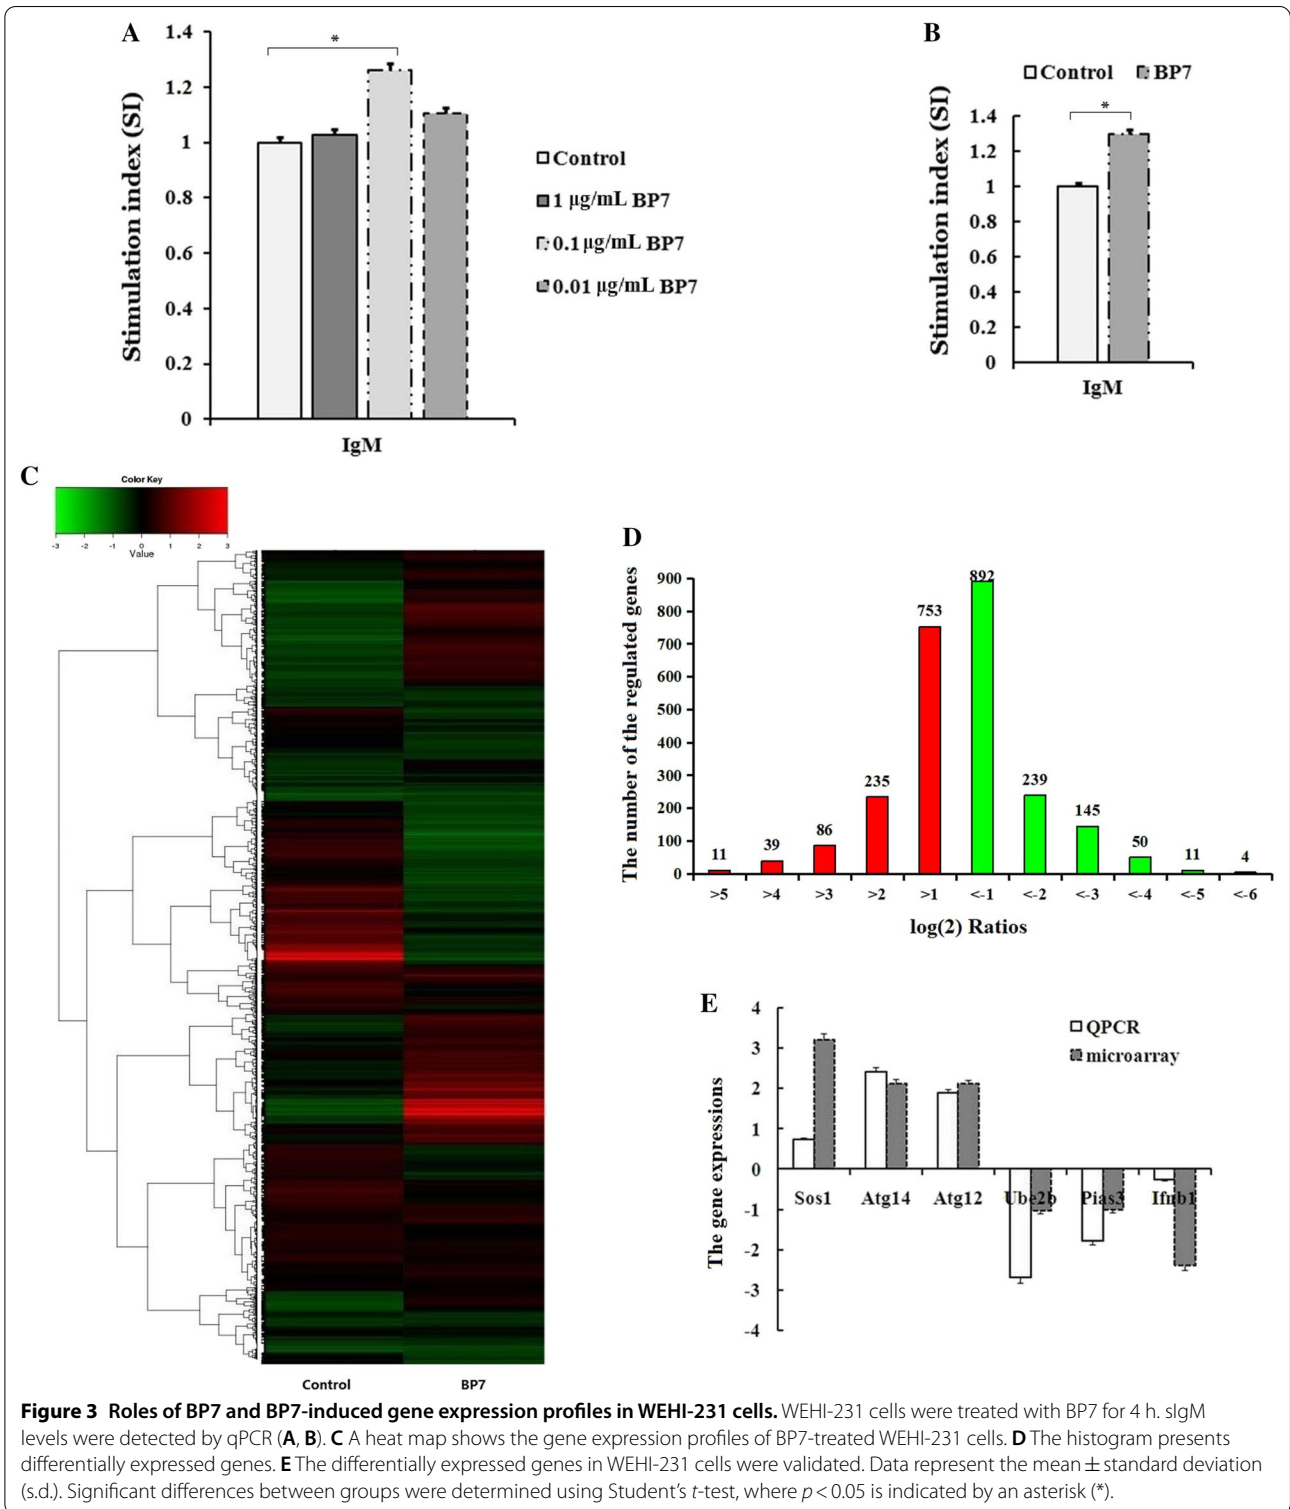 A
1.4
1.2
1
0.8
0.6
0.4
0.2
0
Stimulation index (SI)
*
IgM
Control
1 μg/mL BP7
0.1 μg/mL BP7
0.01 μg/mL BP7
B
Control BP7
1.4
1.2
1
0.8
0.6
0.4
0.2
0
Stimulation index (SI)
*
IgM
C
Color Key
-3 -2 -1 0 1 2 3
Value
Control BP7
D
The number of the regulated genes
900
800
700
600
500
400
300
200
100
0
11 39 86 235 753 892 239 145 50 11 4
>5 >4 >3 >2 >1 <-1 <-2 <-3 <-4 <-5 <-6
log(2) Ratios
E
The gene expressions
4
3
2
1
0
-1
-2
-3
-4
QPCR
microarray
Sos1 Atg14 Atg12 Ube2b Pias3 Ifnb1
Figure 3 Roles of BP7 and BP7-induced gene expression profiles in WEHI-231 cells. WEHI-231 cells were treated with BP7 for 4 h. sIgM
levels were detected by qPCR (A, B). C A heat map shows the gene expression profiles of BP7-treated WEHI-231 cells. D The histogram presents
differentially expressed genes. E The differentially expressed genes in WEHI-231 cells were validated. Data represent the mean ± standard deviation
(s.d.). Significant differences between groups were determined using Student's t-test, where p < 0.05 is indicated by an asterisk (*).